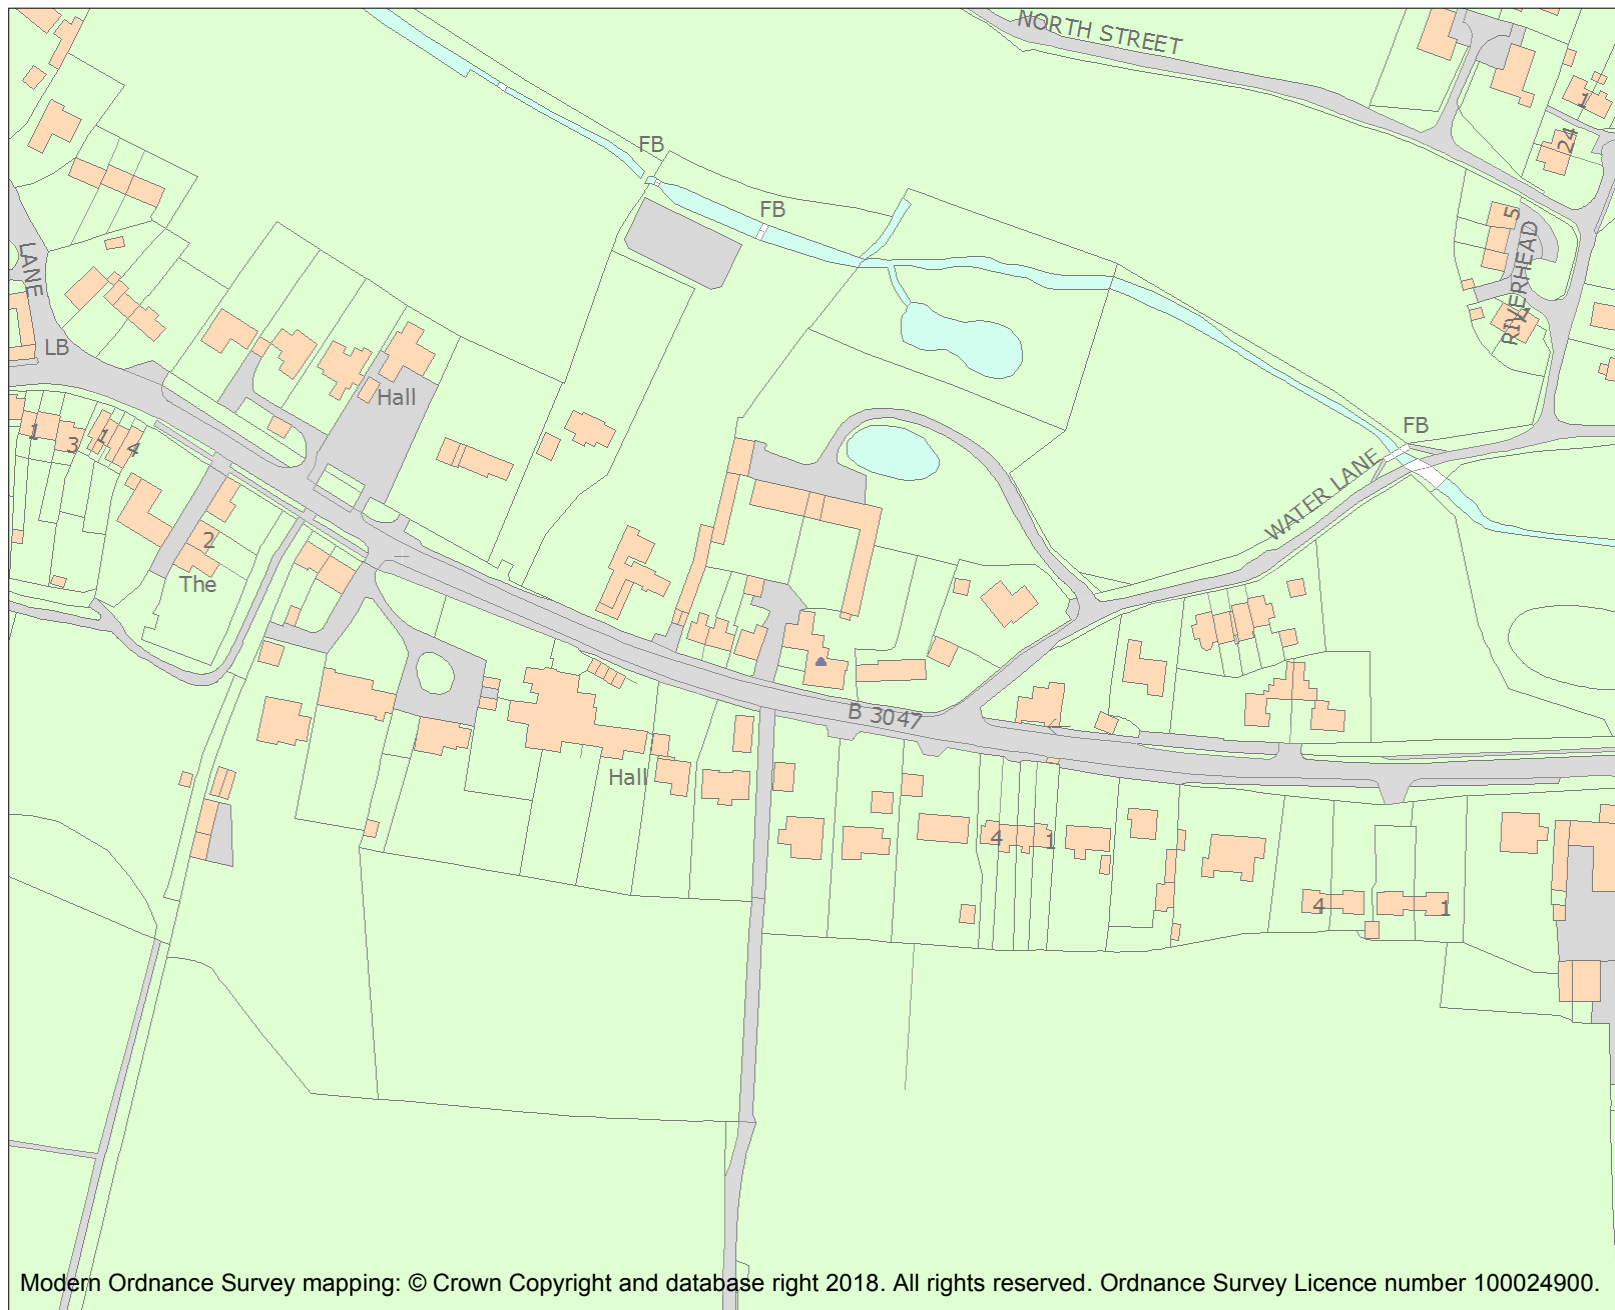 NORTH STREET
1
24
FB
FB
5
RIVERHEAD
LANE
LB
Hall
FB
1
3
1
4
WATER LANE
2
The
B 3047
Hall
4
1
4
1
Modern Ordnance Survey mapping: © Crown Copyright and database right 2018. All rights reserved. Ordnance Survey Licence number 100024900.